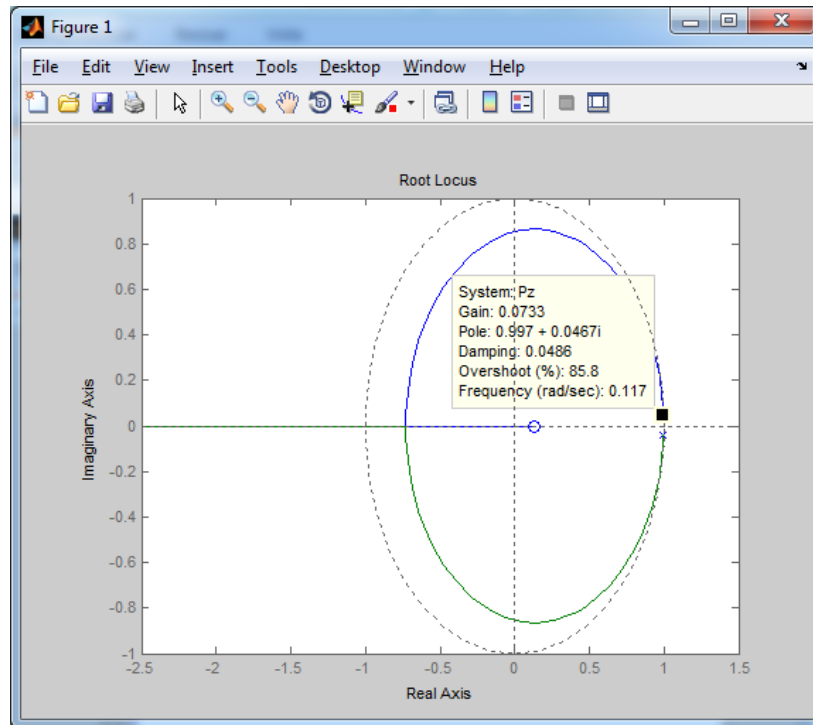 Figure 1
File Edit View Insert Tools Desktop Window Help
Root Locus
System: Pz
Gain: 0.0733
Pole: 0.997 + 0.0467i
Damping: 0.0486
Overshoot (%): 85.8
Frequency (rad/sec): 0.117
Imaginary Axis
1
0.8
0.6
0.4
0.2
0
-0.2
-0.4
-0.6
-0.8
-1
-2.5 -2 -1.5 -1 -0.5 0 0.5 1 1.5
Real Axis